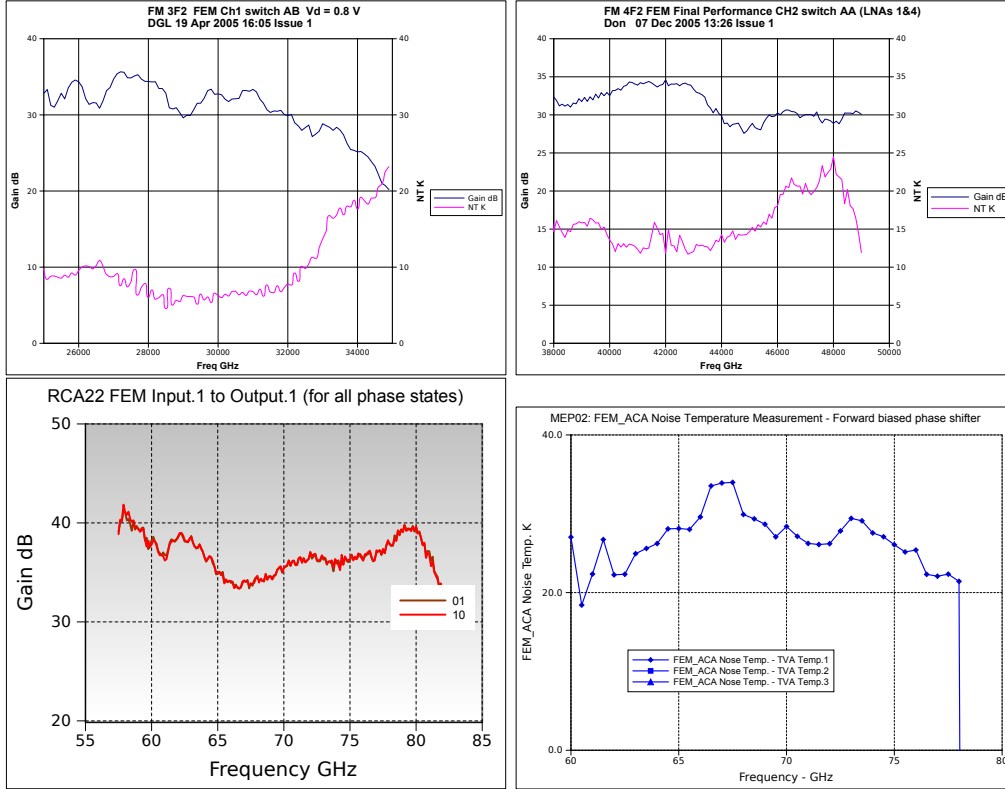 FM 3F2 FEM Ch1 switch AB Vd = 0.8 V
DGL 19 Apr 2005 16:05 Issue 1
40 40
30 30
20 20
10 10
0 0
25000 26000 28000 30000 32000 34000
Gain dB
NT K
Freq GHz
Gain dB
NT K
FM 4F2 FEM Final Performance CH2 switch AA (LNAs 1&4)
Don 07 Dec 2005 13:26 Issue 1
40 40
35 35
30 30
25 25
20 20
15 15
10 10
5 5
0 0
38000 40000 42000 44000 46000 48000 50000
Gain dB
NT K
Freq GHz
Gain dB
NT K
RCA22 FEM Input.1 to Output.1 (for all phase states)
50
40
30
20
55 60 65 70 75 80 85
Gain dB
01
10
Frequency GHz
MEP02: FEM_ACA Noise Temperature Measurement - Forward biased phase shifter
40.0
20.0
0.0
60 65 70 75 80
FEM_ACA Noise Temp. K
FEM_ACA Nose Temp. - TVA Temp.1
FEM_ACA Nose Temp. - TVA Temp.2
FEM_ACA Nose Temp. - TVA Temp.3
Frequency - GHz